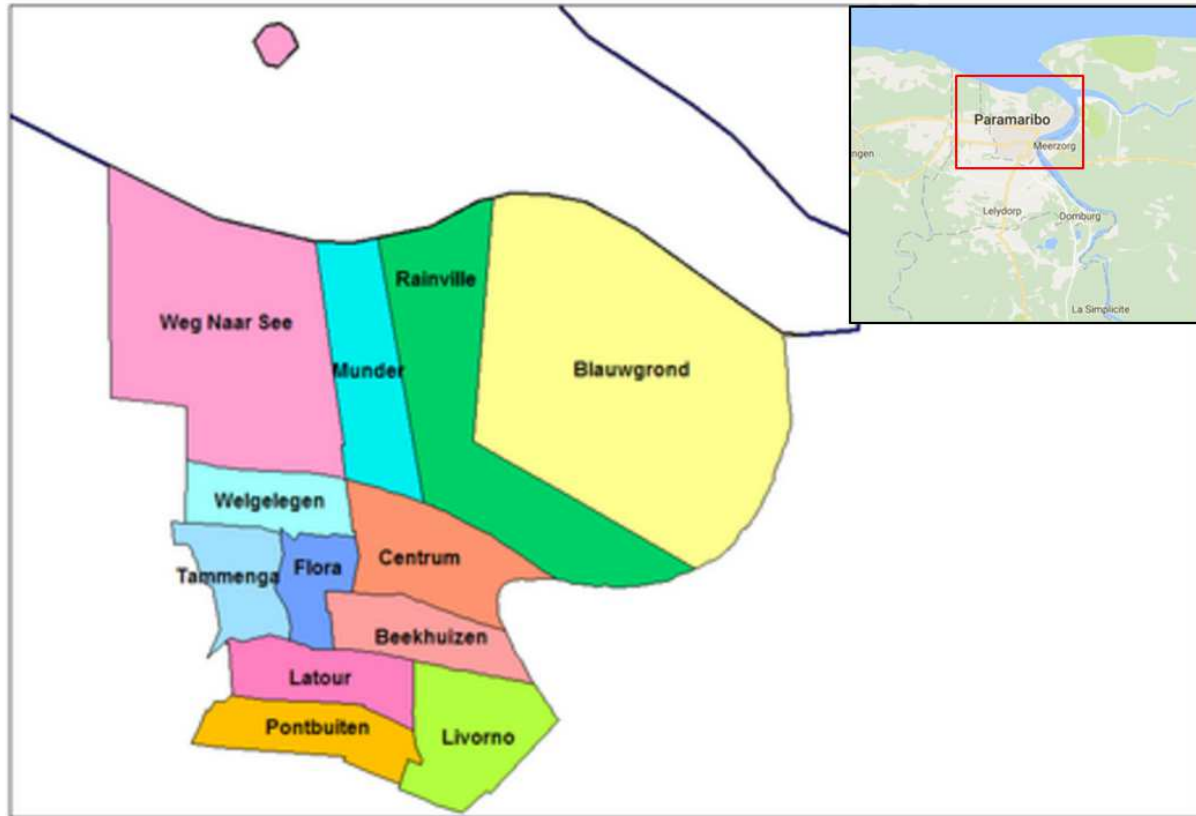 Paramaribo
Meerzorg
ngen
Lelydorp
Domburg
La Simplicite
Rainville
Weg Naar See
Munder
Blauwgrond
Welgelegen
Centrum
Flora
Tammenga
Beekhuizen
Latour
Pontbuiten
Livorno